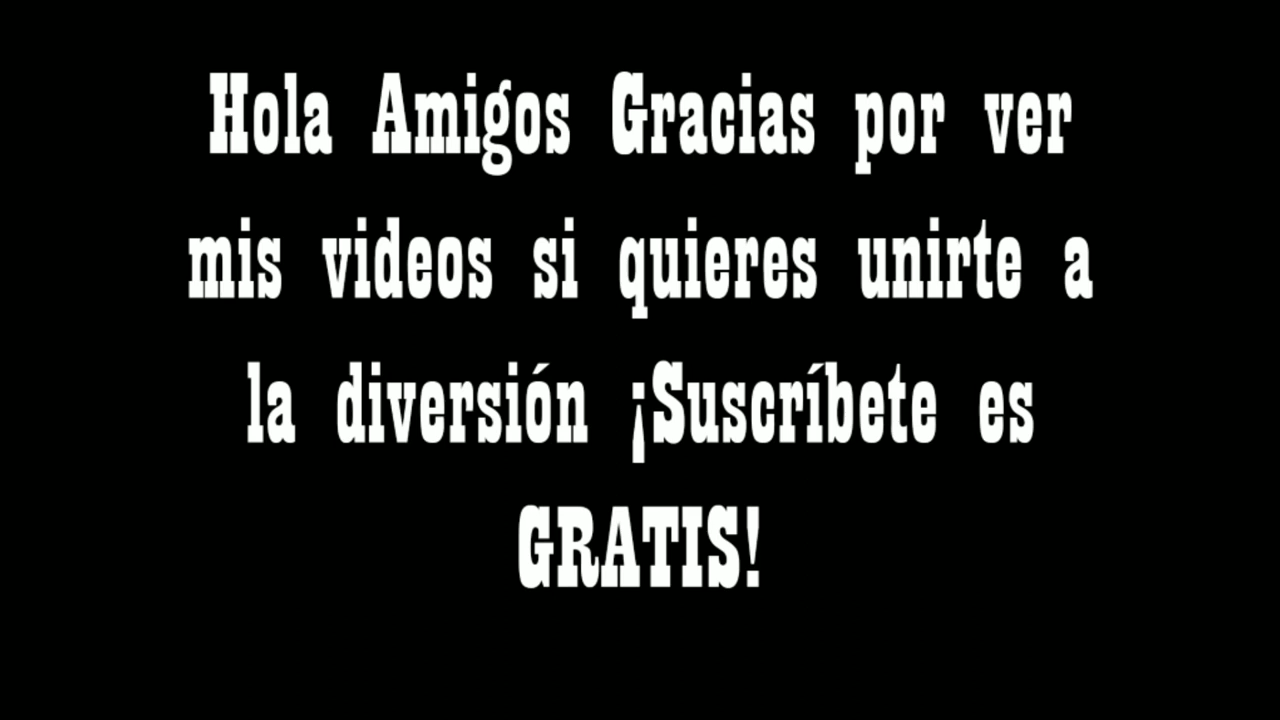 Hola Amigos Gracias por ver
mis videos si quieres unirte a
la diversión ¡Suscríbete es
GRATIS!